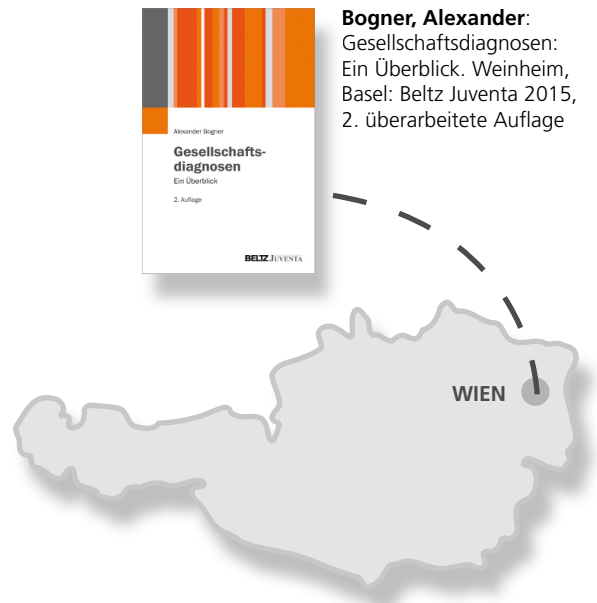 Bogner, Alexander:
Gesellschaftsdiagnosen:
Ein Überblick. Weinheim,
Basel: Beltz Juventa 2015,
2. überarbeitete Auflage
Alexander Bogner
Gesellschafts-
diagnosen
Ein Überblick
2. Auflage
BELTZ JUVENTA
WIEN